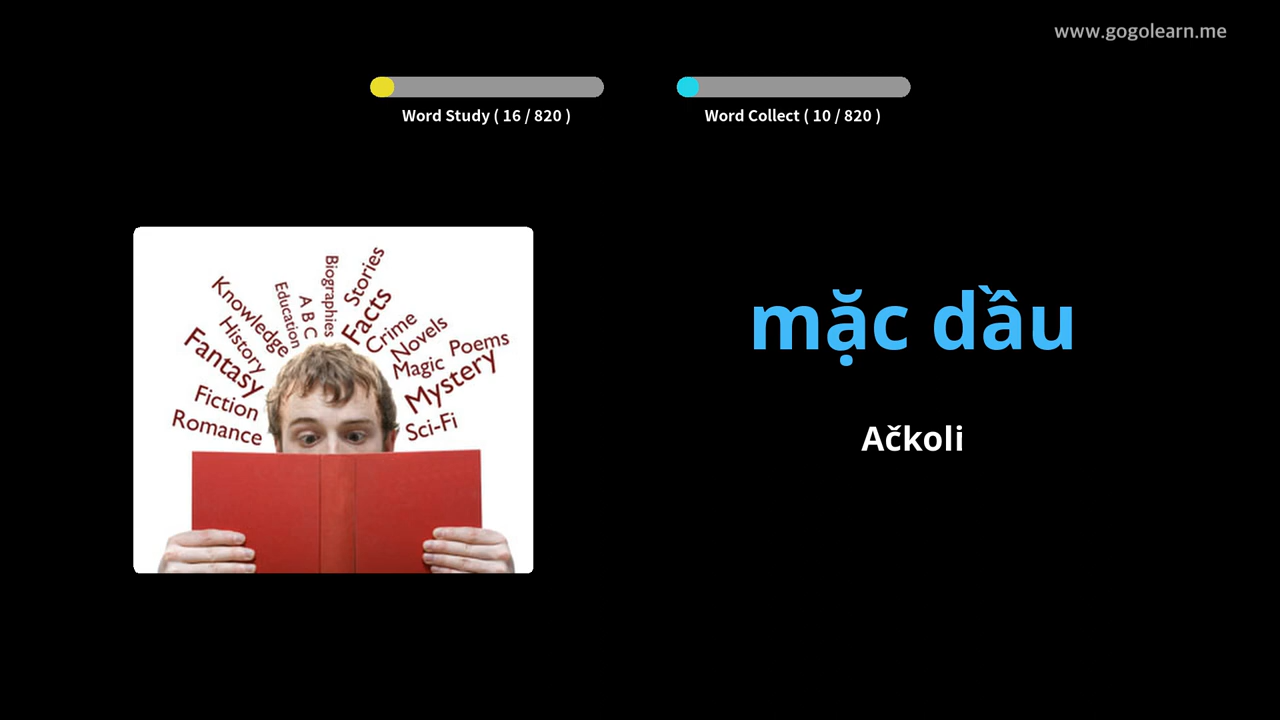 www.gogolearn.me
Word Study ( 16 / 820 )
Word Collect ( 10 / 820 )
Biographies
Stories
Education
A B C
Facts
Knowledge
Crime
History
Novels
Poems
Fantasy
Magic
Mystery
Fiction
Romance
Sci-Fi
mặc dầu
Ačkoli